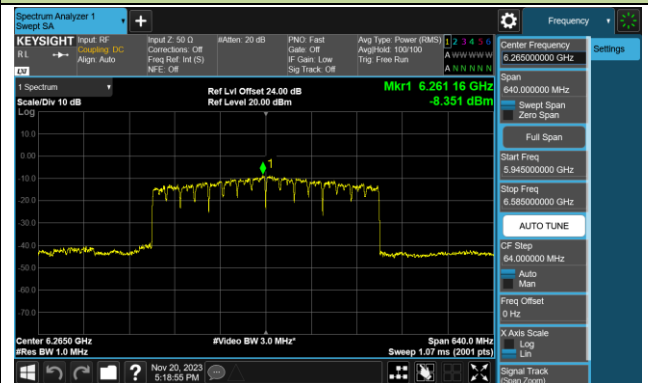 Spectrum Analyzer 1
Swept SA
+
Frequency
KEYSIGHT
RL
LXI
Input: RF
Coupling: DC
Align: Auto
Input Z: 50 Ω
Corrections: Off
Freq Ref: Int (S)
NFE: Off
#Atten: 20 dB
PNO: Fast
Gate: Off
IF Gain: Low
Sig Track: Off
Avg Type: Power (RMS)
Avg|Hold: 100/100
Trig: Free Run
1 2 3 4 5 6
A W W W W W
A N N N N N
1 Spectrum
Scale/Div 10 dB
Log
Ref Lvl Offset 24.00 dB
Ref Level 20.00 dBm
Mkr1 6.261 16 GHz
-8.351 dBm
10.0
0.00
-10.0
-20.0
-30.0
-40.0
-50.0
-60.0
-70.0
1
Center 6.2650 GHz
#Res BW 1.0 MHz
#Video BW 3.0 MHz*
Span 640.0 MHz
Sweep 1.07 ms (2001 pts)
Center Frequency
6.265000000 GHz
Settings
Span
640.000000 MHz
Swept Span
Zero Span
Full Span
Start Freq
5.945000000 GHz
Stop Freq
6.585000000 GHz
AUTO TUNE
CF Step
64.000000 MHz
Auto
Man
Freq Offset
0 Hz
X Axis Scale
Log
Lin
Signal Track
(Span Zoom)
?
Nov 20, 2023
5:18:55 PM